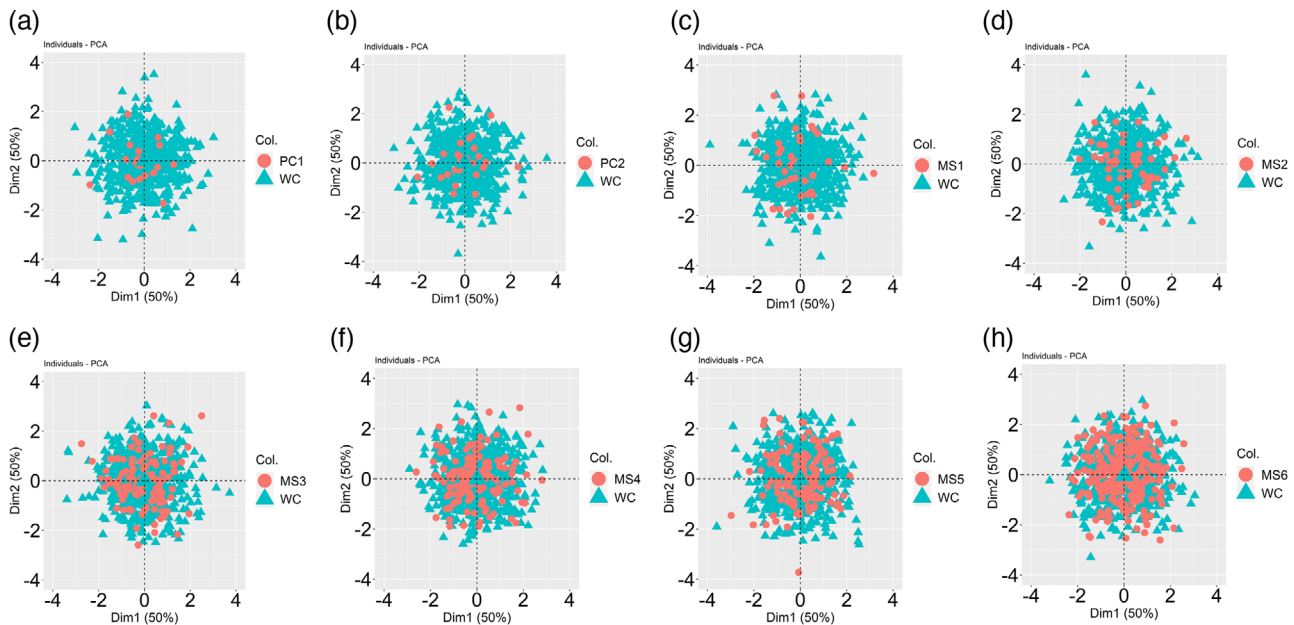 (a)
Individuals - PCA
4
2
0
-2
-4
Dim2 (50%)
-4 -2 0 2 4
Dim1 (50%)
Col.
PC1
WC
(b)
Individuals - PCA
4
2
0
-2
-4
Dim2 (50%)
-4 -2 0 2 4
Dim1 (50%)
Col.
PC2
WC
(c)
Individuals - PCA
4
2
0
-2
-4
Dim2 (50%)
-4 -2 0 2 4
Dim1 (50%)
Col.
MS1
WC
(d)
Individuals - PCA
4
2
0
-2
-4
Dim2 (50%)
-4 -2 0 2 4
Dim1 (50%)
Col.
MS2
WC
(e)
Individuals - PCA
4
2
0
-2
-4
Dim2 (50%)
-4 -2 0 2 4
Dim1 (50%)
Col.
MS3
WC
(f)
Individuals - PCA
4
2
0
-2
-4
Dim2 (50%)
-4 -2 0 2 4
Dim1 (50%)
Col.
MS4
WC
(g)
Individuals - PCA
4
2
0
-2
-4
Dim2 (50%)
-4 -2 0 2 4
Dim1 (50%)
Col.
MS5
WC
(h)
Individuals - PCA
4
2
0
-2
-4
Dim2 (50%)
-4 -2 0 2 4
Dim1 (50%)
Col.
MS6
WC